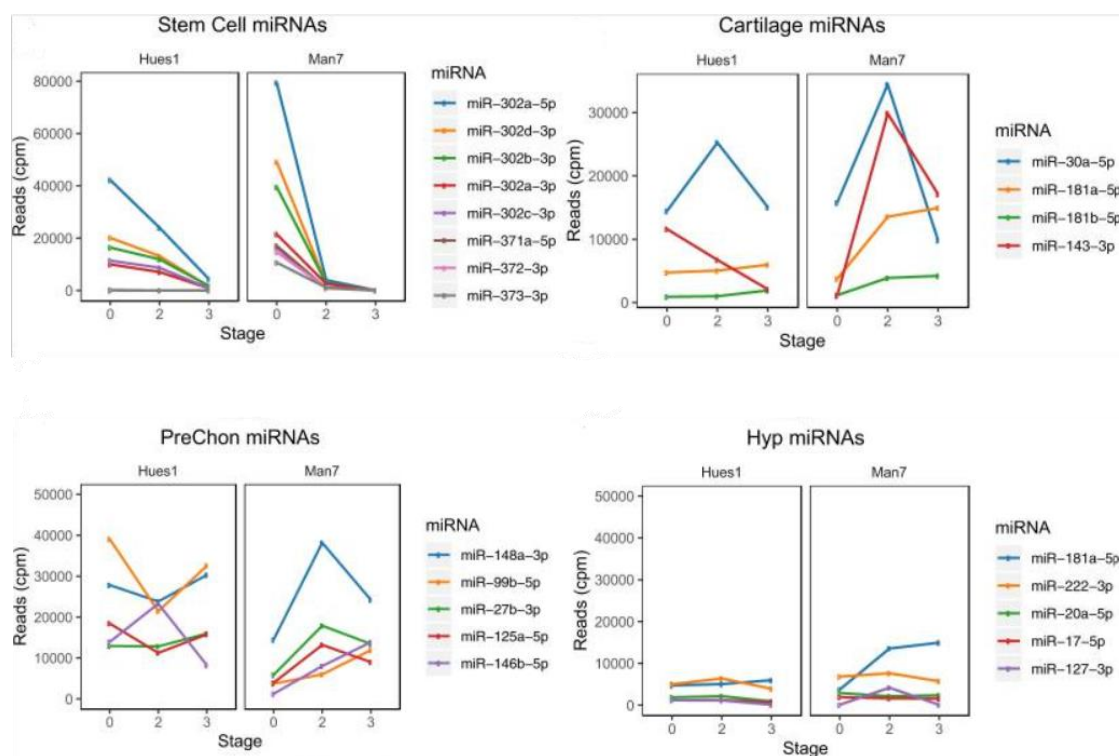 Stem Cell miRNAs
Hues1 Man7
Reads (cpm)
80000
60000
40000
20000
0
0 2 3 0 2 3
Stage
miRNA
miR−302a−5p
miR−302d−3p
miR−302b−3p
miR−302a−3p
miR−302c−3p
miR−371a−5p
miR−372−3p
miR−373−3p
Cartilage miRNAs
Hues1 Man7
Reads (cpm)
30000
20000
10000
0
0 2 3 0 2 3
Stage
miRNA
miR−30a−5p
miR−181a−5p
miR−181b−5p
miR−143−3p
PreChon miRNAs
Hues1 Man7
Reads (cpm)
50000
40000
30000
20000
10000
0
0 2 3 0 2 3
Stage
miRNA
miR−148a−3p
miR−99b−5p
miR−27b−3p
miR−125a−5p
miR−146b−5p
Hyp miRNAs
Hues1 Man7
Reads (cpm)
50000
40000
30000
20000
10000
0
0 2 3 0 2 3
Stage
miRNA
miR−181a−5p
miR−222−3p
miR−20a−5p
miR−17−5p
miR−127−3p